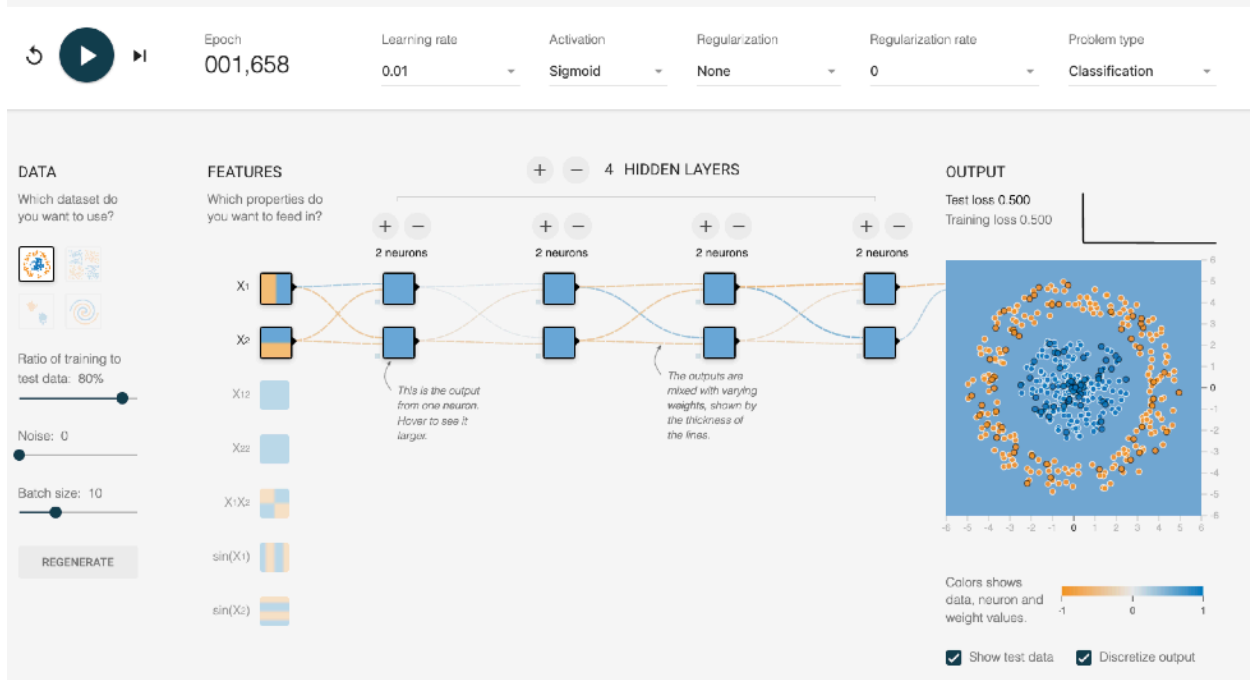 Epoch
001,658
Learning rate
0.01
Activation
Sigmoid
Regularization
None
Regularization rate
0
Problem type
Classification
DATA
Which dataset do
you want to use?
Ratio of training to
test data: 80%
Noise: 0
Batch size: 10
REGENERATE
FEATURES
Which properties do
you want to feed in?
X1
X2
X12
X22
X1X2
sin(X1)
sin(X2)
+ − 4 HIDDEN LAYERS
+ −
2 neurons
+ −
2 neurons
+ −
2 neurons
+ −
2 neurons
This is the output
from one neuron.
Hover to see it
larger.
The outputs are
mixed with varying
weights, shown by
the thickness of
the lines.
OUTPUT
Test loss 0.500
Training loss 0.500
6
5
4
3
2
1
0
-1
-2
-3
-4
-5
-6
-6 -5 -4 -3 -2 -1 0 1 2 3 4 5 6
Colors shows
data, neuron and
weight values.
-1 0 1
Show test data
Discretize output